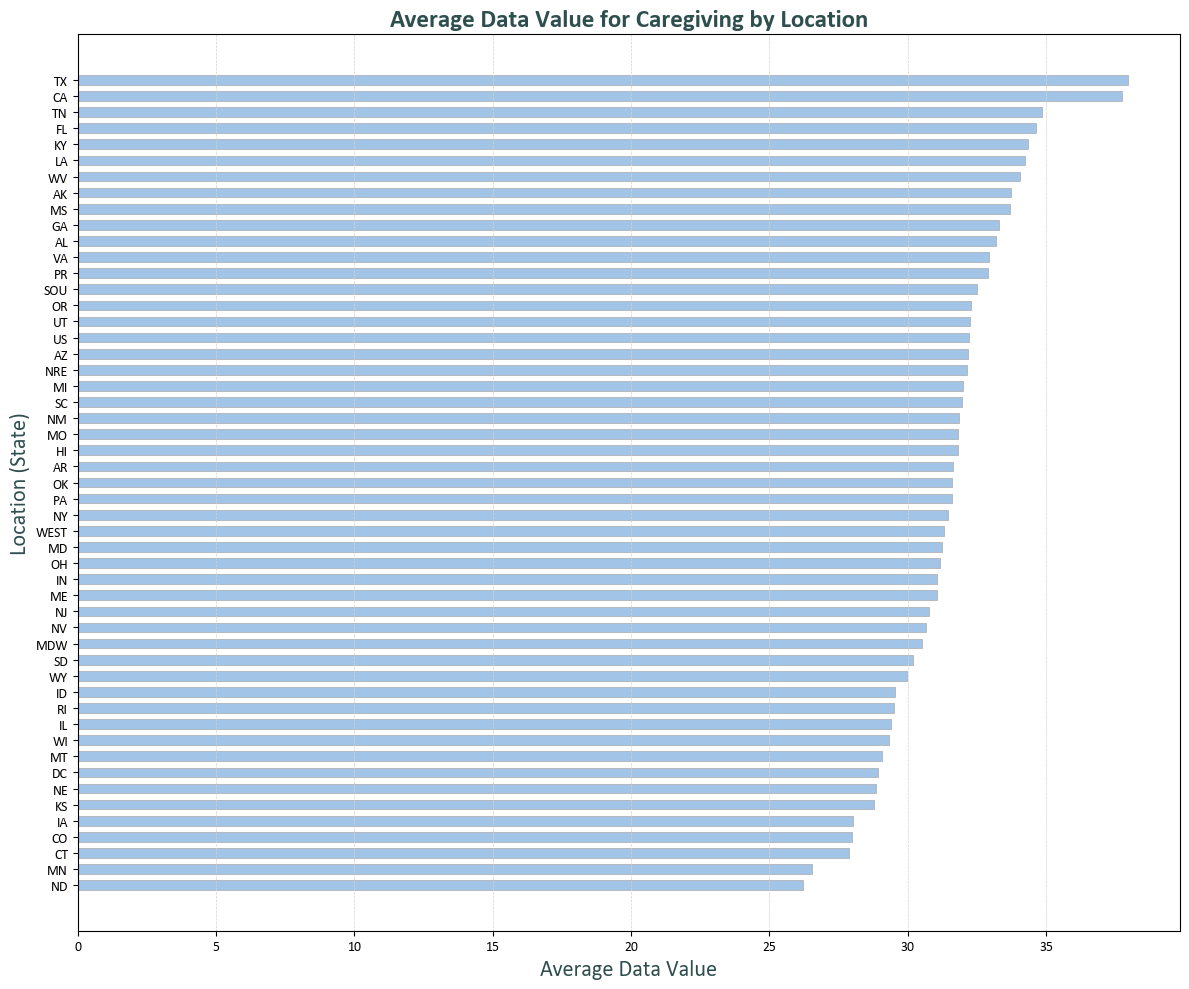 Average Data Value for Caregiving by Location
TX
CA
TN
FL
KY
LA
WV
AK
MS
GA
AL
VA
PR
SOU
OR
UT
US
AZ
NRE
MI
SC
NM
MO
HI
AR
OK
PA
NY
WEST
MD
OH
IN
ME
NJ
NV
MDW
SD
WY
ID
RI
IL
WI
MT
DC
NE
KS
IA
CO
CT
MN
ND
Location (State)
0 5 10 15 20 25 30 35
Average Data Value